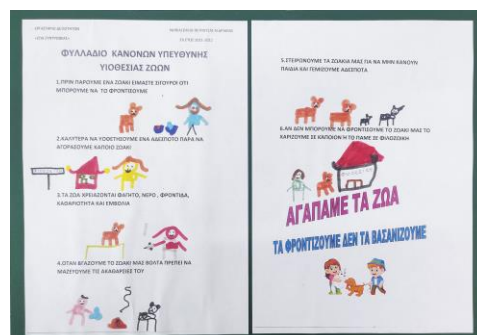 ΦΥΛΛΑΔΙΟ ΚΑΝΟΝΩΝ ΥΠΕΥΘΥΝΗΣ
ΥΙΟΘΕΣΙΑΣ ΖΩΩΝ
1.ΠΡΙΝ ΠΑΡΟΥΜΕ ΕΝΑ ΖΩΑΚΙ ΕΙΜΑΣΤΕ ΣΙΓΟΥΡΟΙ ΟΤΙ
ΜΠΟΡΟΥΜΕ ΝΑ ΤΟ ΦΡΟΝΤΙΣΟΥΜΕ
2.ΚΑΛΥΤΕΡΑ ΝΑ ΥΙΟΘΕΤΗΣΟΥΜΕ ΕΝΑ ΑΔΕΣΠΟΤΟ ΠΑΡΑ ΝΑ
ΑΓΟΡΑΣΟΥΜΕ ΚΑΠΟΙΟ ΖΩΑΚΙ
3.ΤΑ ΖΩΑ ΧΡΕΙΑΖΟΝΤΑΙ ΦΑΓΗΤΟ, ΝΕΡΟ , ΦΡΟΝΤΙΔΑ,
ΚΑΘΑΡΙΟΤΗΤΑ ΚΑΙ ΕΜΒΟΛΙΑ
4.ΟΤΑΝ ΒΓΑΖΟΥΜΕ ΤΟ ΖΩΑΚΙ ΜΑΣ ΒΟΛΤΑ ΠΡΕΠΕΙ ΝΑ
ΜΑΖΕΥΟΥΜΕ ΤΙΣ ΑΚΑΘΑΡΣΙΕΣ ΤΟΥ
5.ΣΤΕΙΡΩΝΟΥΜΕ ΤΑ ΖΩΑΚΙΑ ΜΑΣ ΓΙΑ ΝΑ ΜΗΝ ΚΑΝΟΥΝ
ΠΑΙΔΙΑ ΚΑΙ ΓΕΜΙΖΟΥΜΕ ΑΔΕΣΠΟΤΑ
6.ΑΝ ΔΕΝ ΜΠΟΡΟΥΜΕ ΝΑ ΦΡΟΝΤΙΣΟΥΜΕ ΤΟ ΖΩΑΚΙ ΜΑΣ ΤΟ
ΧΑΡΙΖΟΥΜΕ ΣΕ ΚΑΠΟΙΟΝ Η ΤΟ ΠΑΜΕ ΣΕ ΦΙΛΟΖΩΙΚΗ
ΑΓΑΠΑΜΕ ΤΑ ΖΩΑ
ΤΑ ΦΡΟΝΤΙΖΟΥΜΕ ΔΕΝ ΤΑ ΒΑΣΑΝΙΖΟΥΜΕ